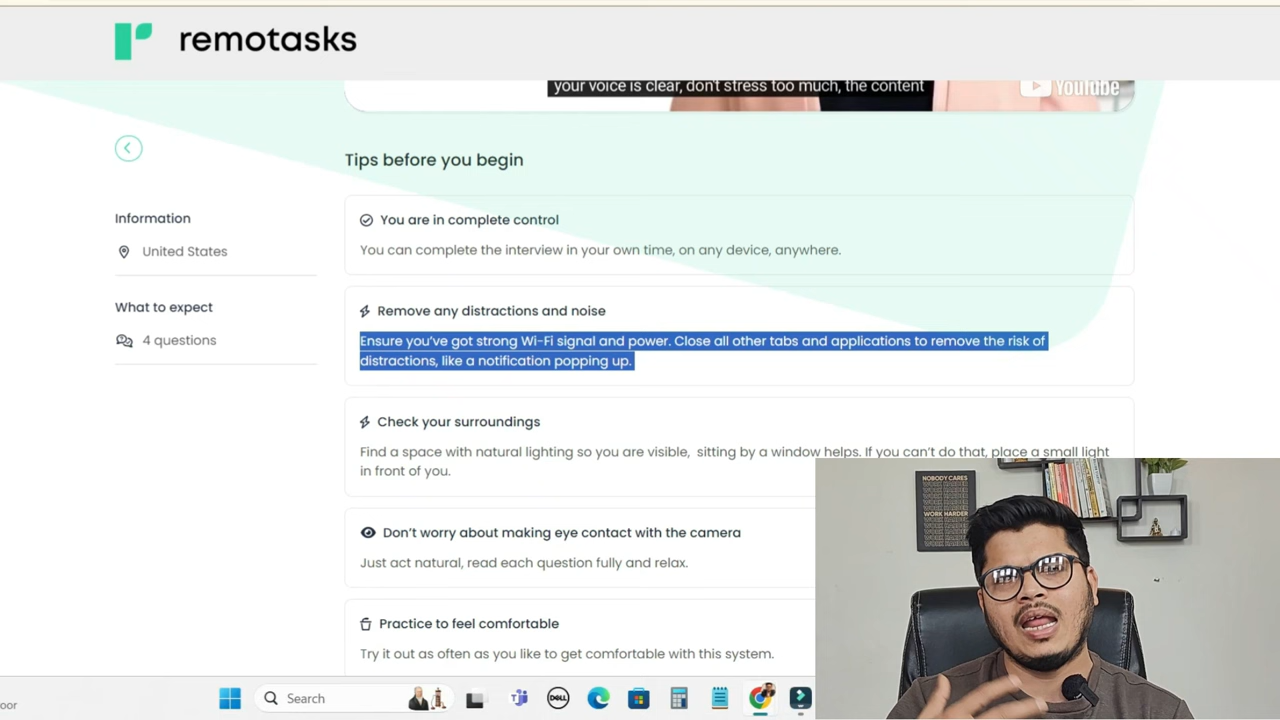 remotasks
your voice is clear, don't stress too much, the content
YouTube
Tips before you begin
Information
United States
What to expect
4 questions
You are in complete control
You can complete the interview in your own time, on any device, anywhere.
Remove any distractions and noise
Ensure you've got strong Wi-Fi signal and power. Close all other tabs and applications to remove the risk of
distractions, like a notification popping up.
Check your surroundings
Find a space with natural lighting so you are visible, sitting by a window helps. If you can't do that, place a small light
in front of you.
Don't worry about making eye contact with the camera
Just act natural, read each question fully and relax.
Practice to feel comfortable
Try it out as often as you like to get comfortable with this system.
NOBODY CARES
WORK HARDER
oor
Search
DELL